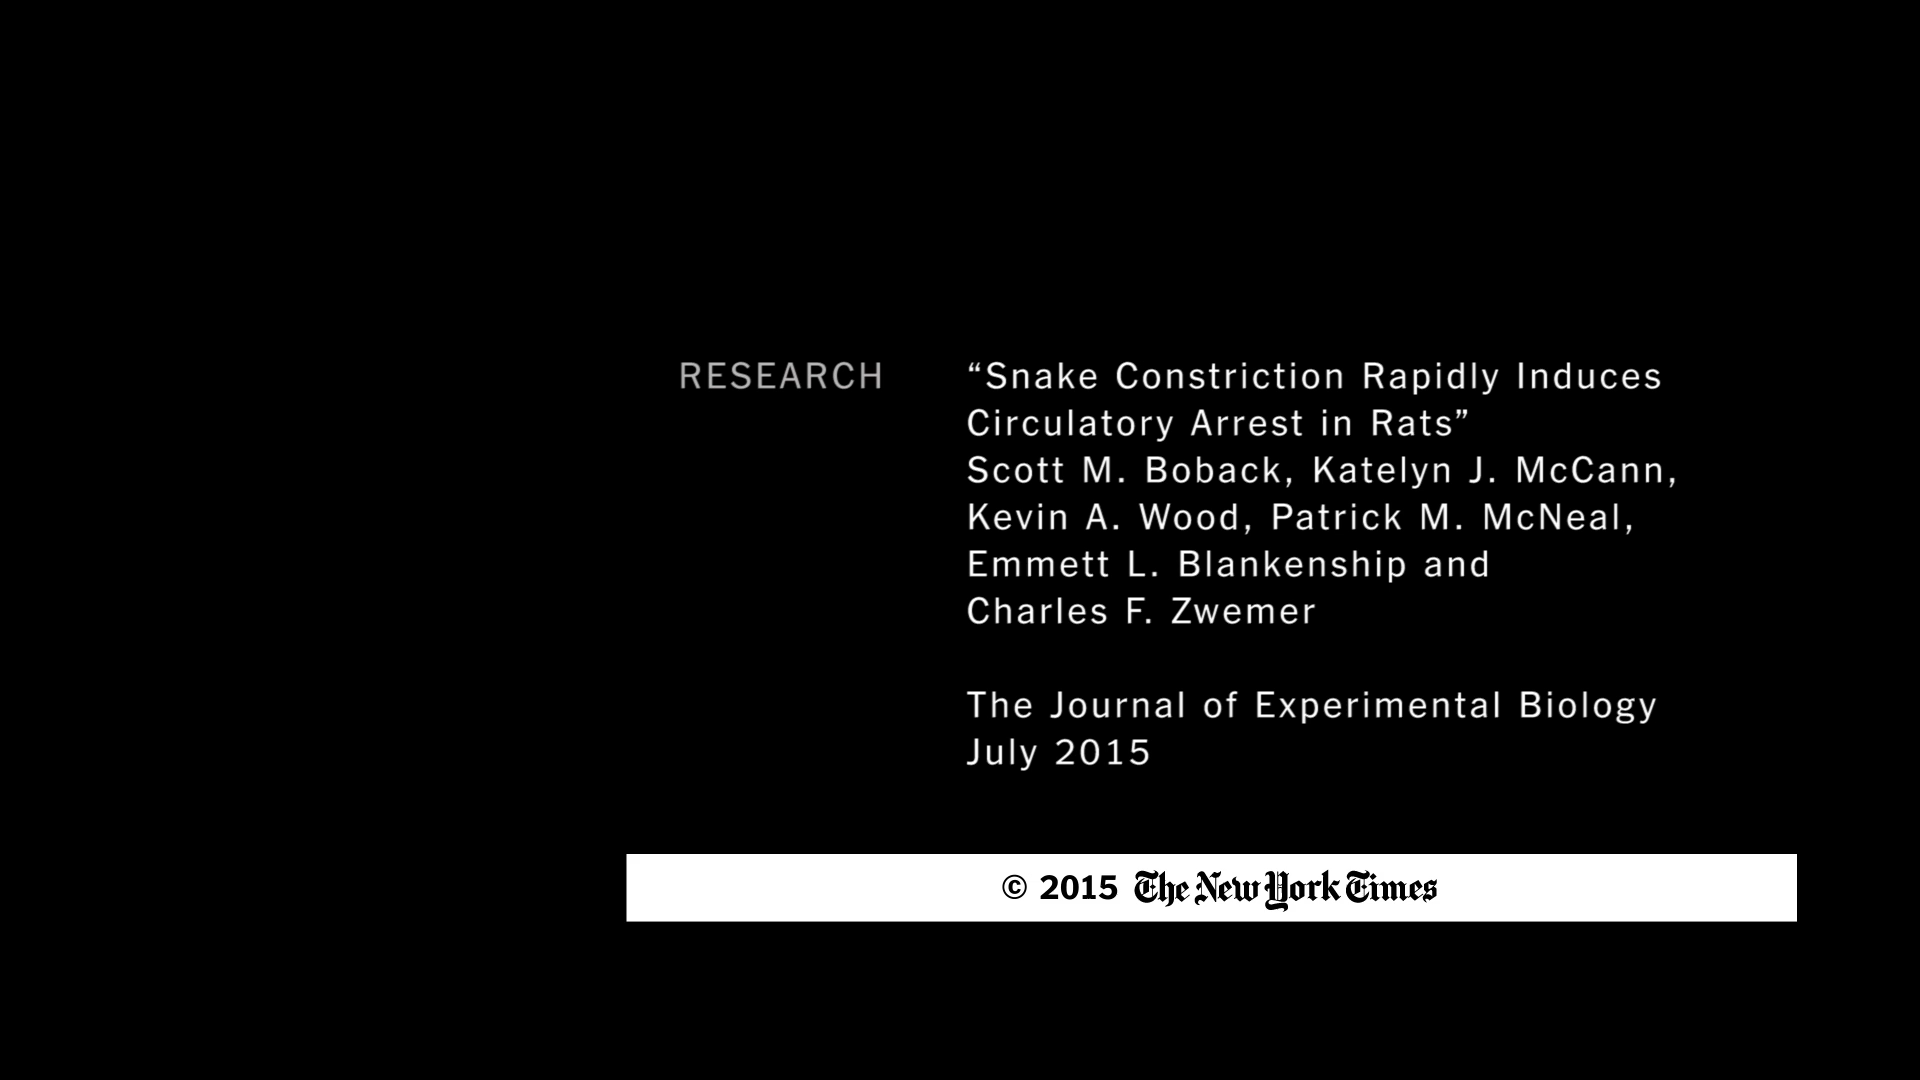 RESEARCH
“Snake Constriction Rapidly Induces
Circulatory Arrest in Rats”
Scott M. Boback, Katelyn J. McCann,
Kevin A. Wood, Patrick M. McNeal,
Emmett L. Blankenship and
Charles F. Zwemer
The Journal of Experimental Biology
July 2015
© 2015 The New York Times